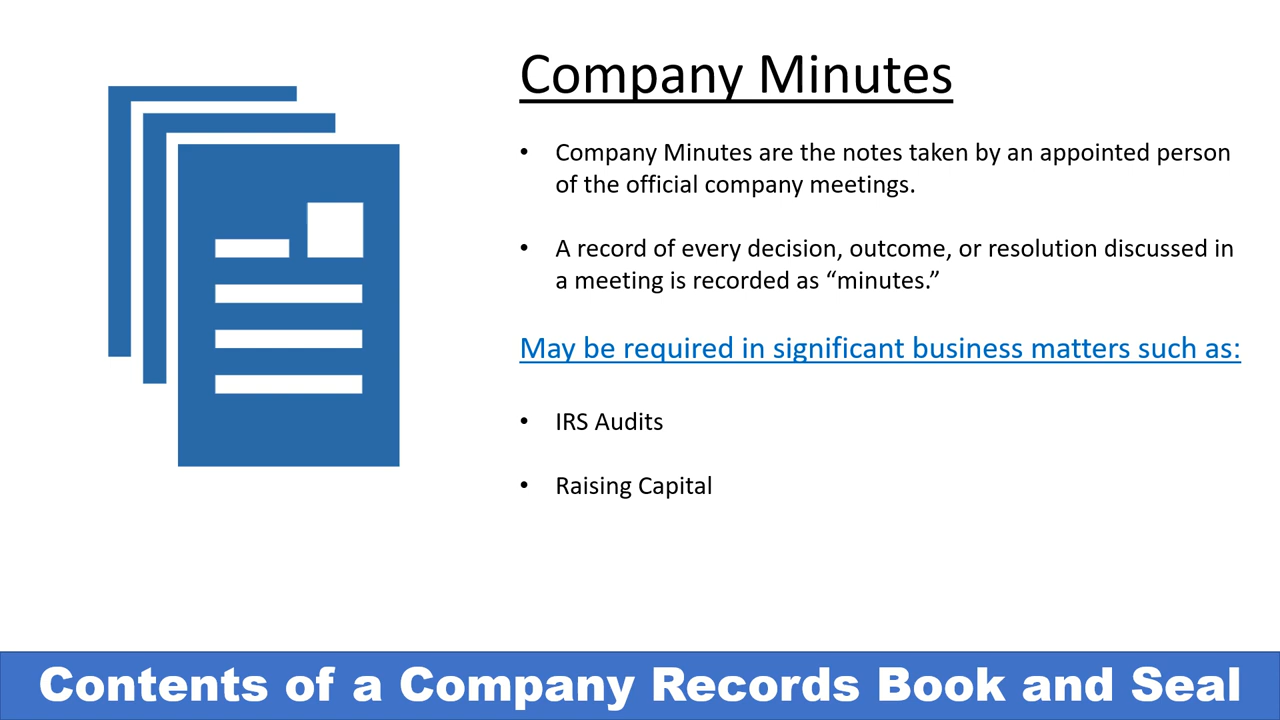 Company Minutes
• Company Minutes are the notes taken by an appointed person
of the official company meetings.
• A record of every decision, outcome, or resolution discussed in
a meeting is recorded as “minutes.”
May be required in significant business matters such as:
• IRS Audits
• Raising Capital
Contents of a Company Records Book and Seal